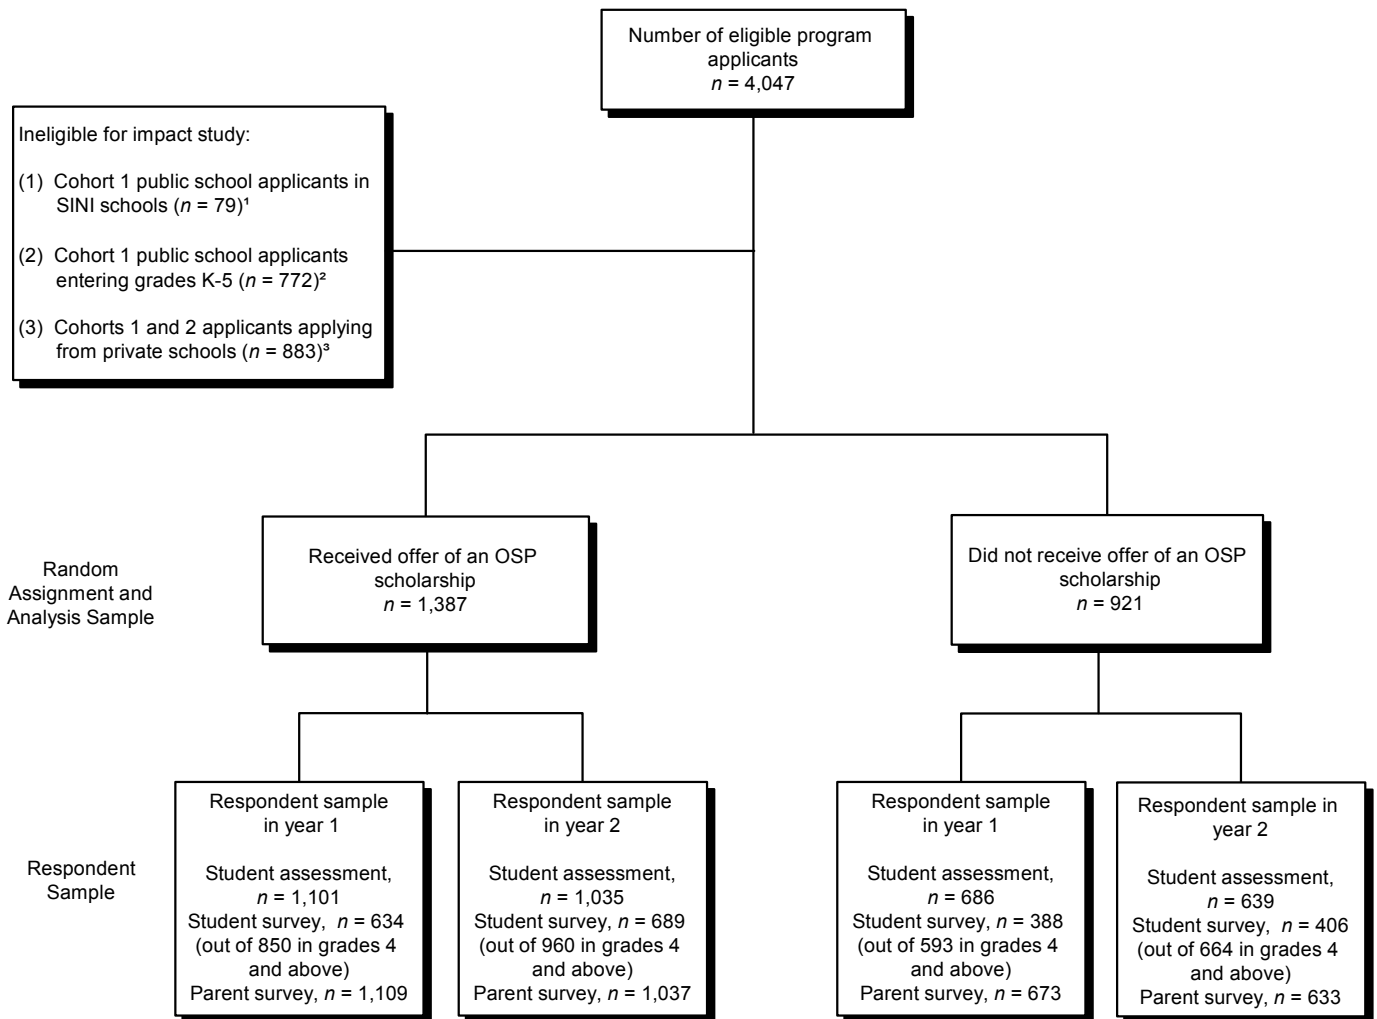 Number of eligible program
applicants
n = 4,047
Ineligible for impact study:
(1) Cohort 1 public school applicants in
SINI schools (n = 79)¹
(2) Cohort 1 public school applicants
entering grades K-5 (n = 772)²
(3) Cohorts 1 and 2 applicants applying
from private schools (n = 883)³
Random
Assignment and
Analysis Sample
Received offer of an OSP
scholarship
n = 1,387
Did not receive offer of an OSP
scholarship
n = 921
Respondent
Sample
Respondent sample
in year 1
Student assessment,
n = 1,101
Student survey, n = 634
(out of 850 in grades 4
and above)
Parent survey, n = 1,109
Respondent sample
in year 2
Student assessment,
n = 1,035
Student survey, n = 689
(out of 960 in grades 4
and above)
Parent survey, n = 1,037
Respondent sample
in year 1
Student assessment,
n = 686
Student survey, n = 388
(out of 593 in grades 4
and above)
Parent survey, n = 673
Respondent sample in
year 2
Student assessment,
n = 639
Student survey, n = 406
(out of 664 in grades 4
and above)
Parent survey, n = 633